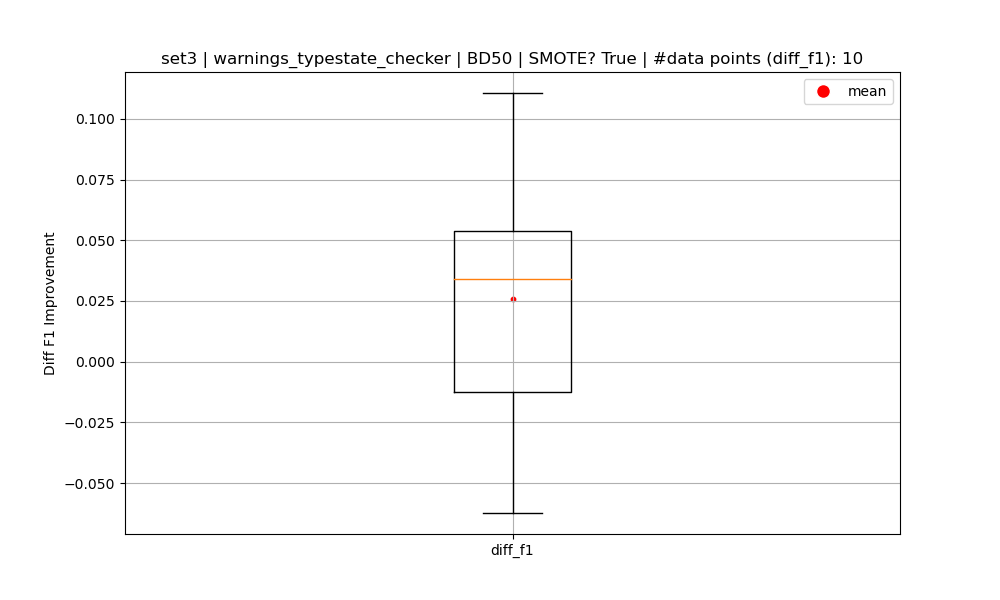 set3 | warnings_typestate_checker | BD50 | SMOTE? True | #data points (diff_f1): 10
mean
0.100
0.075
0.050
0.025
0.000
−0.025
−0.050
Diff F1 Improvement
diff_f1